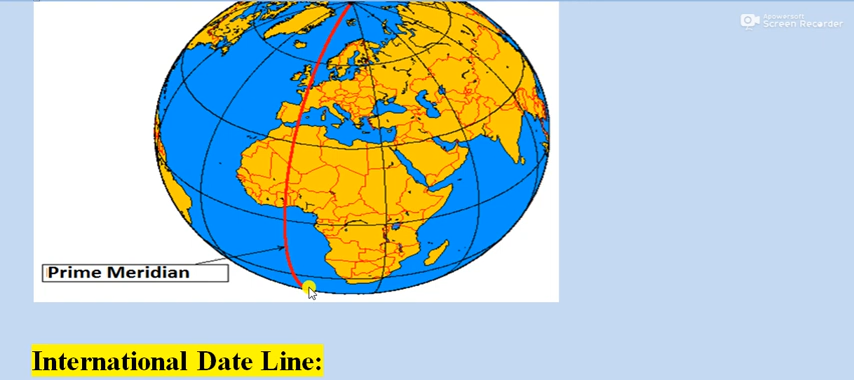 Apowersoft
Screen Recorder
Prime Meridian
International Date Line: